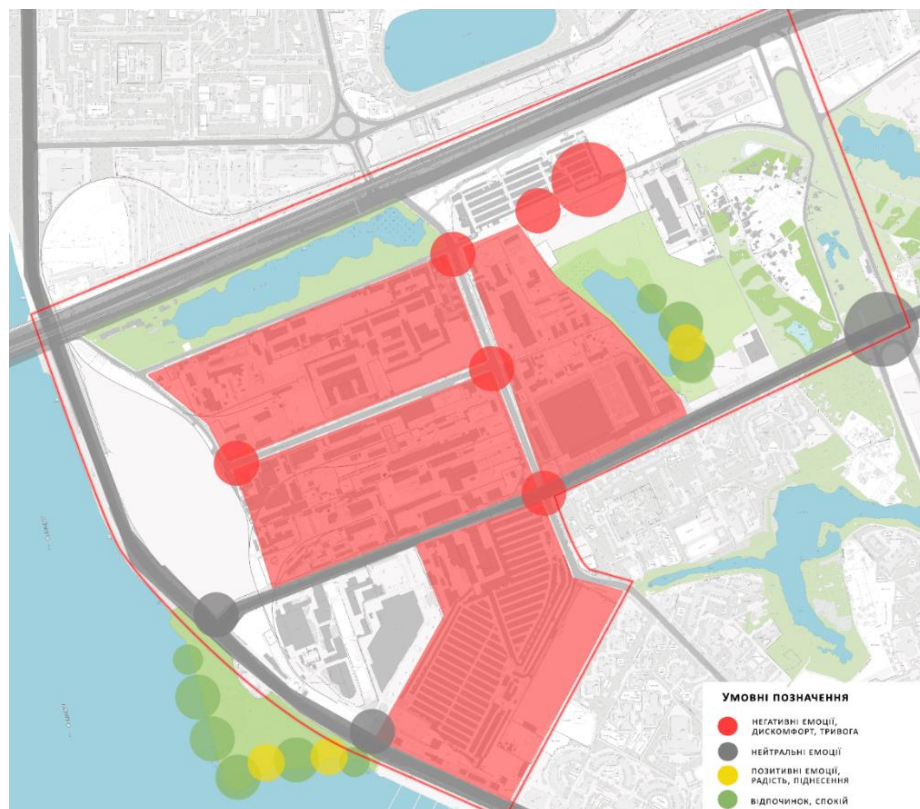 УМОВНІ ПОЗНАЧЕННЯ
НЕГАТИВНІ ЕМОЦІЇ,
ДИСКОМФОРТ, ТРИВОГА
НЕЙТРАЛЬНІ ЕМОЦІЇ
ПОЗИТИВНІ ЕМОЦІЇ,
РАДІСТЬ, ПІДНЕСЕННЯ
ВІДПОЧИНОК, СПОКІЙ